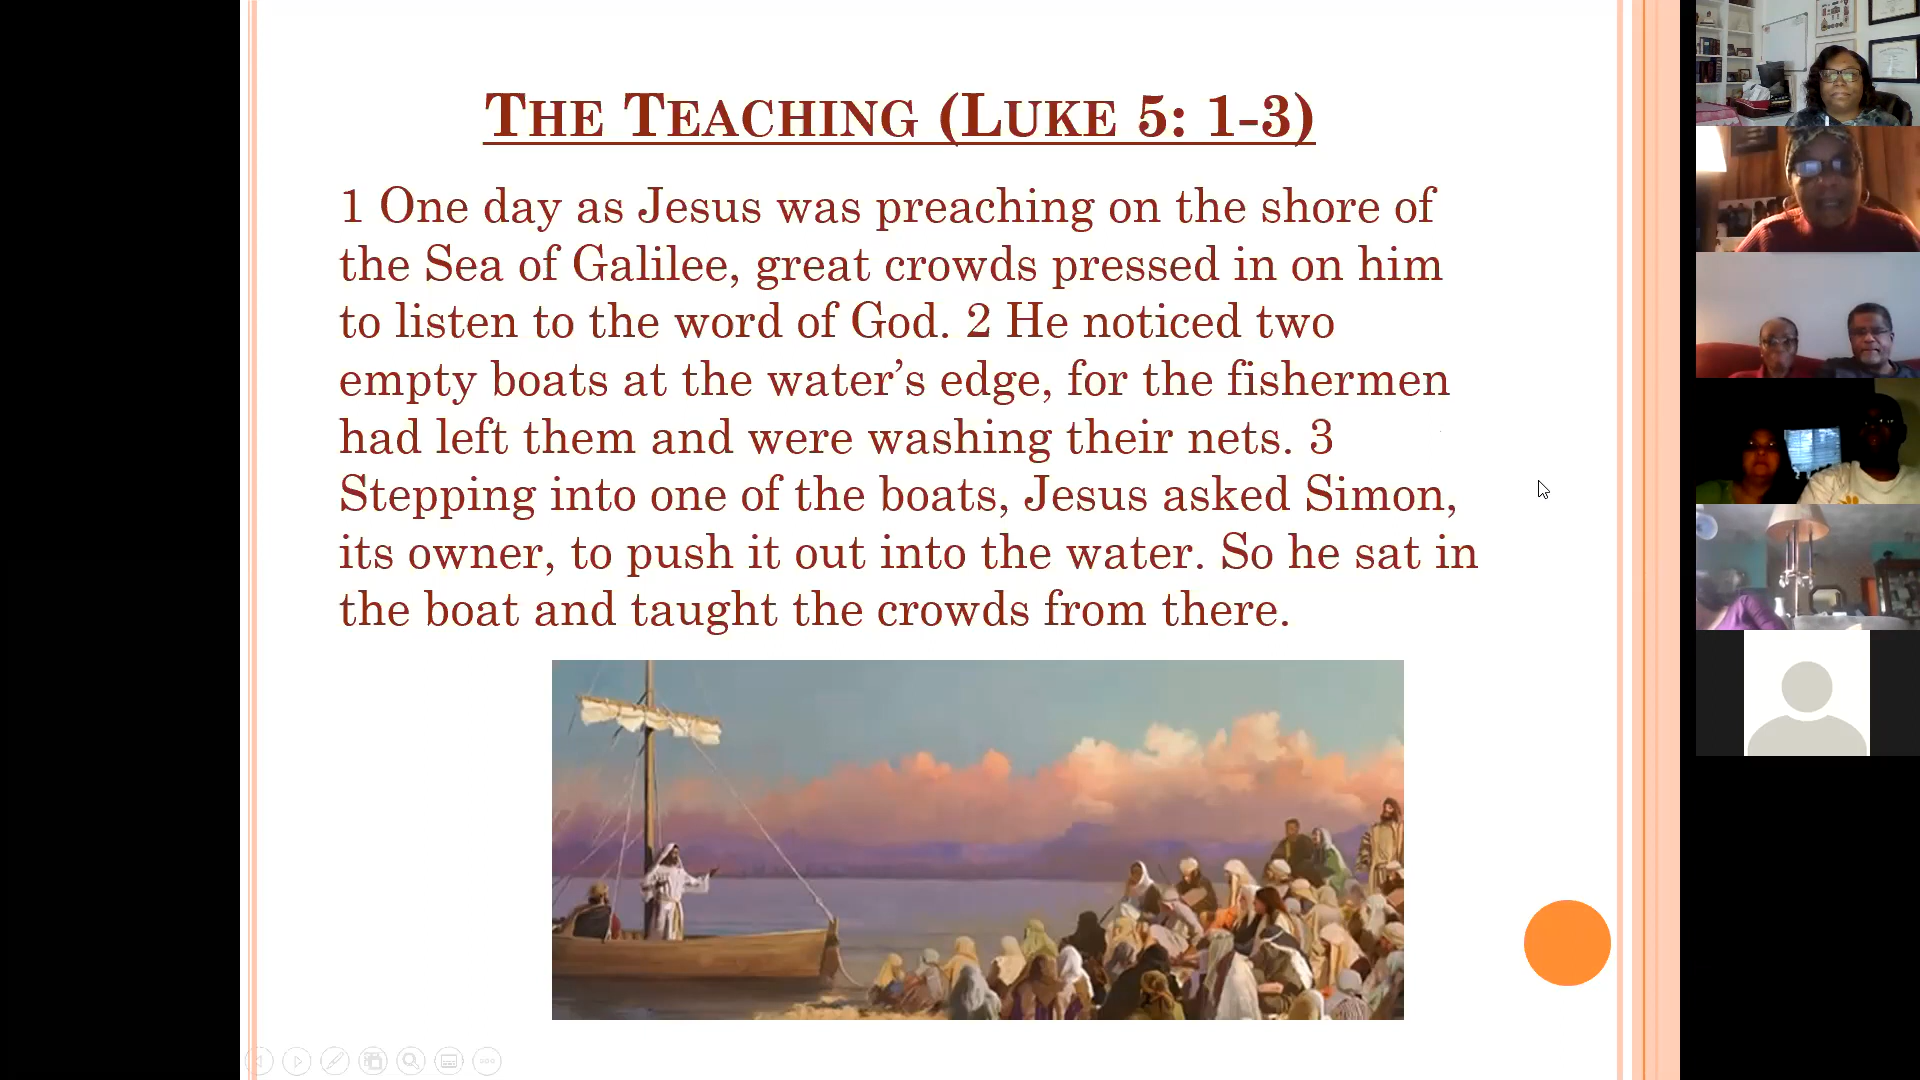 THE TEACHING (LUKE 5: 1-3)
1 One day as Jesus was preaching on the shore of
the Sea of Galilee, great crowds pressed in on him
to listen to the word of God. 2 He noticed two
empty boats at the water’s edge, for the fishermen
had left them and were washing their nets. 3
Stepping into one of the boats, Jesus asked Simon,
its owner, to push it out into the water. So he sat in
the boat and taught the crowds from there.